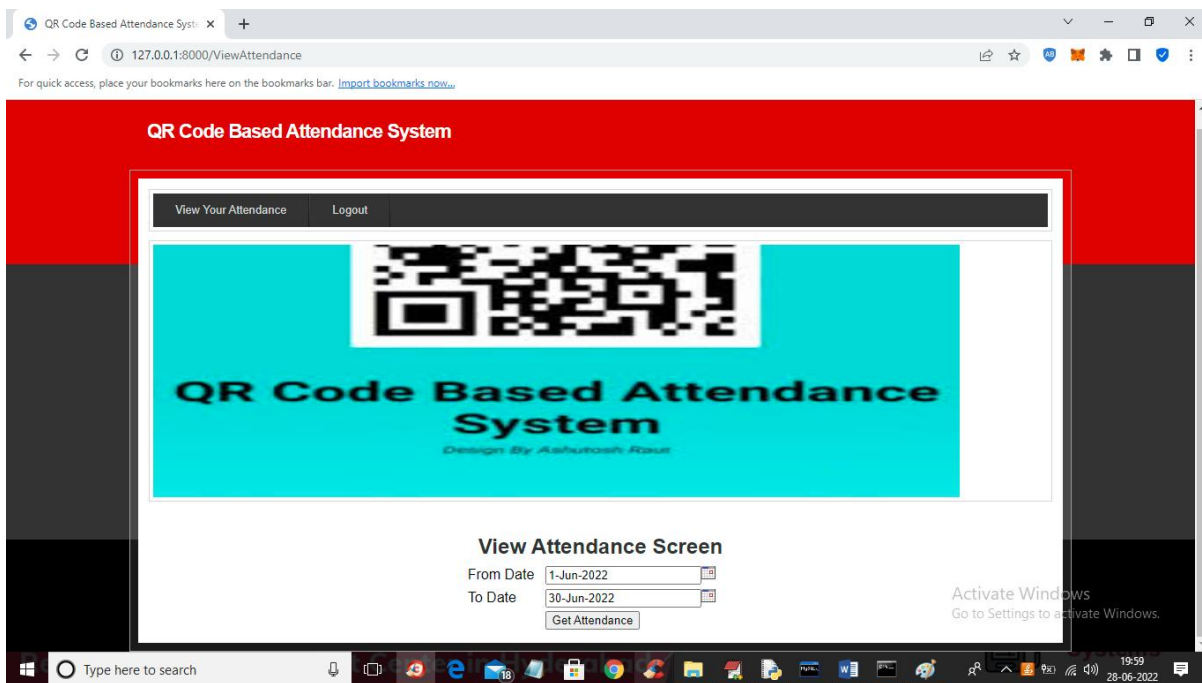 QR Code Based Attendance Syst
127.0.0.1:8000/ViewAttendance
For quick access, place your bookmarks here on the bookmarks bar. Import bookmarks now...
QR Code Based Attendance System
View Your Attendance Logout
QR Code Based Attendance
System
Design By Ashutosh Raut
View Attendance Screen
From Date 1-Jun-2022
To Date 30-Jun-2022
Get Attendance
Activate Windows
Go to Settings to activate Windows.
Type here to search
18
19:59
28-06-2022